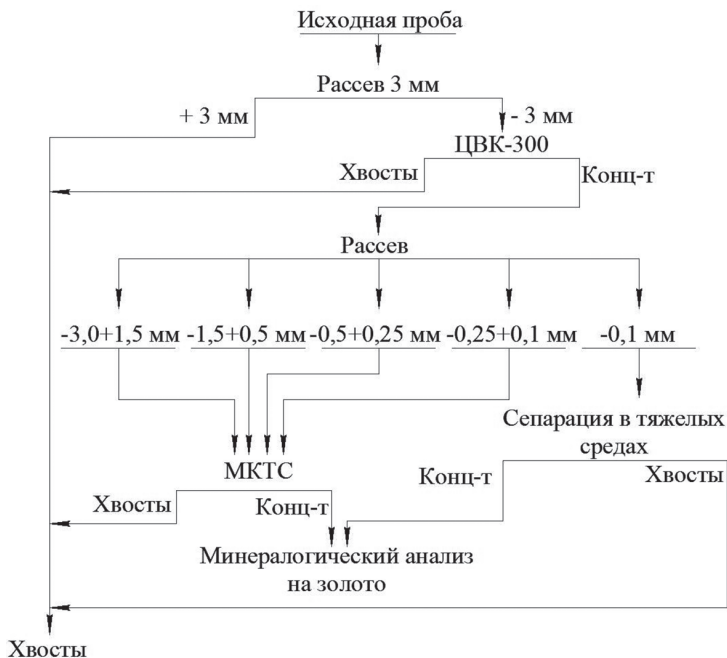 Исходная проба
Рассев 3 мм
+ 3 мм
- 3 мм
ЦВК-300
Хвосты
Конц-т
Рассев
-3,0+1,5 мм
-1,5+0,5 мм
-0,5+0,25 мм
-0,25+0,1 мм
-0,1 мм
Сепарация в тяжелых
средах
МКТС
Конц-т
Хвосты
Хвосты
Конц-т
Минералогический анализ
на золото
Хвосты